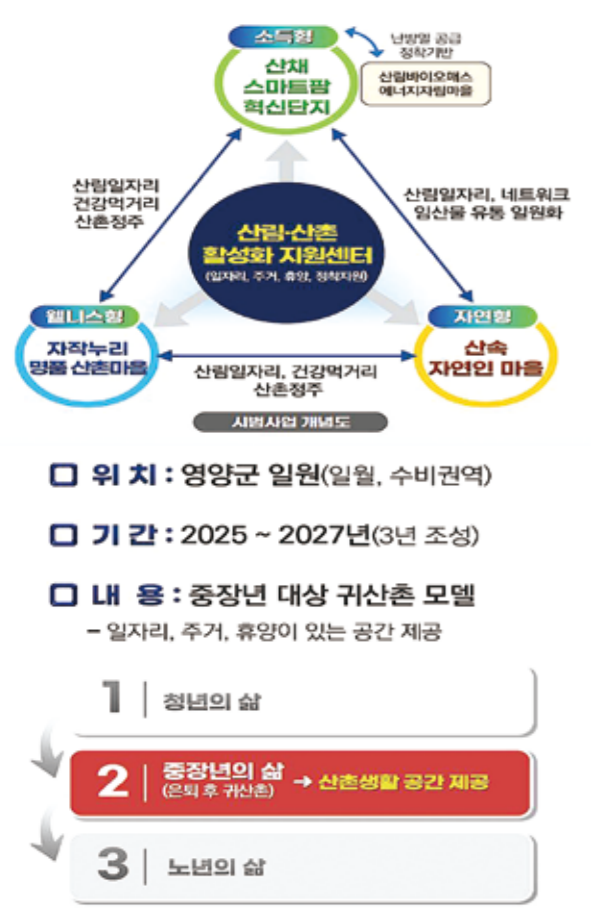 소득형
산채
스마트팜
혁신단지
난방열 공급
정착기반
산림바이오매스
에너지자립마을
산림일자리
건강먹거리
산촌정주
산림일자리, 네트워크
임산물 유통 일원화
산림·산촌
활성화 지원센터
(일자리, 주거, 휴양, 정착지원)
웰니스형
자작누리
명품 산촌마을
자연형
산속
자연인 마을
산림일자리, 건강먹거리
산촌정주
시범사업 개념도
□ 위 치 : 영양군 일원(일월, 수비권역)
□ 기 간 : 2025 ~ 2027년(3년 조성)
□ 내 용 : 중장년 대상 귀산촌 모델
– 일자리, 주거, 휴양이 있는 공간 제공
1 | 청년의 삶
2 | 중장년의 삶 → 산촌생활 공간 제공
(은퇴 후 귀산촌)
3 | 노년의 삶